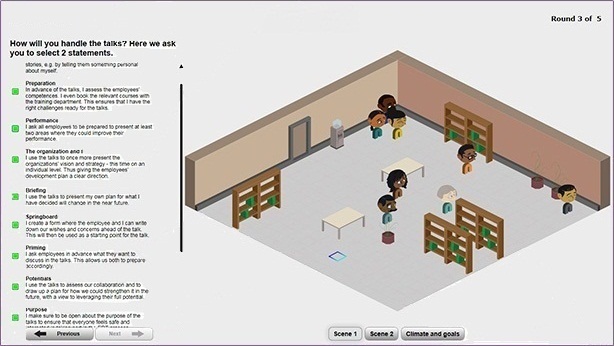 Round 3 of 5
How will you handle the talks? Here we ask
you to select 2 statements.
stories, e.g. by telling them something personal
about myself.
Preparation
In advance of the talks, I assess the employees'
competences. I even book the relevant courses with
the training department. This ensures that I have the
right challenges ready for the talks.
Performance
I ask all employees to be prepared to present at least
two areas where they could improve their
performance.
The organization and I
I use the talks to once more present the
organizations' vision and strategy - this time on an
individual level. Thus giving the employees'
development plan a clear direction.
Briefing
I use the talks to present my own plan for what I
have decided will change in the near future.
Springboard
I create a form where the employee and I can write
down our wishes and concerns ahead of the talk.
This will then be used as a starting point for the talk.
Priming
I ask employees in advance what they want to
discuss in the talks. This allows us both to prepare
accordingly.
Potentials
I use the talks to assess our collaboration and to
draw up a plan for how we could strengthen it in the
future, with a view to leveraging their full potential.
Purpose
I make sure to be open about the purpose of the
talks to ensure that everyone feels safe and
Previous
Next
Scene 1
Scene 2
Climate and goals